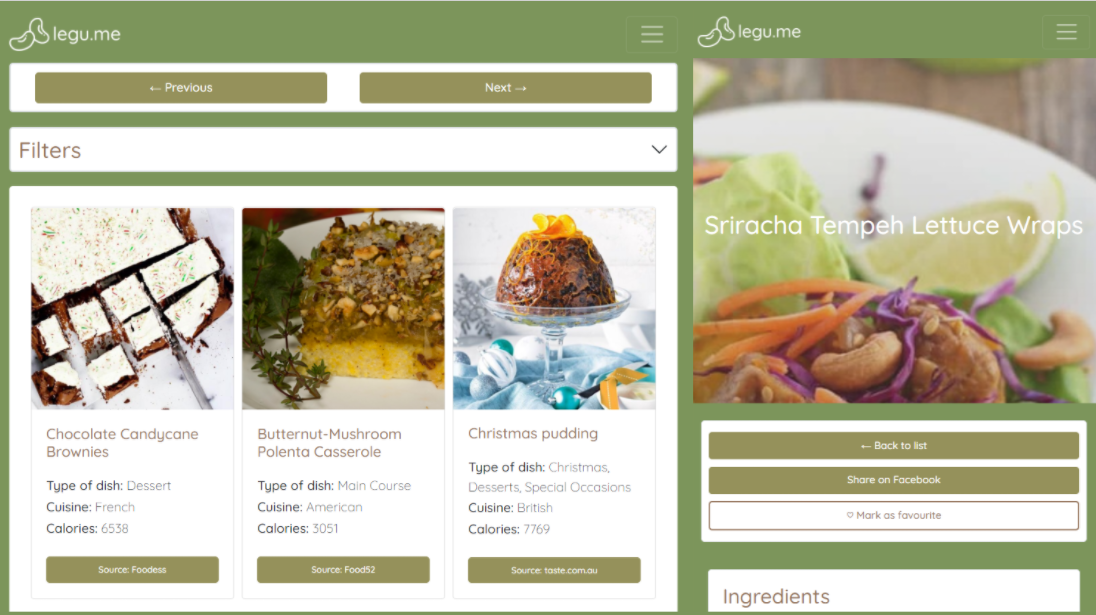 legu.me
← Previous
Next →
Filters
Chocolate Candycane
Brownies
Type of dish: Dessert
Cuisine: French
Calories: 6538
Source: Foodess
Butternut-Mushroom
Polenta Casserole
Type of dish: Main Course
Cuisine: American
Calories: 3051
Source: Food52
Christmas pudding
Type of dish: Christmas,
Desserts, Special Occasions
Cuisine: British
Calories: 7769
Source: taste.com.au
legu.me
Sriracha Tempeh Lettuce Wraps
← Back to list
Share on Facebook
♡ Mark as favourite
Ingredients